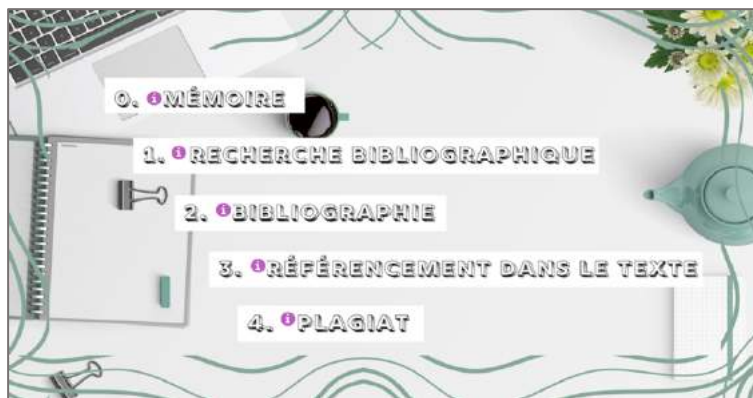 0. MÉMOIRE
1. RECHERCHE BIBLIOGRAPHIQUE
2. BIBLIOGRAPHIE
3. RÉFÉRENCEMENT DANS LE TEXTE
4. PLAGIAT